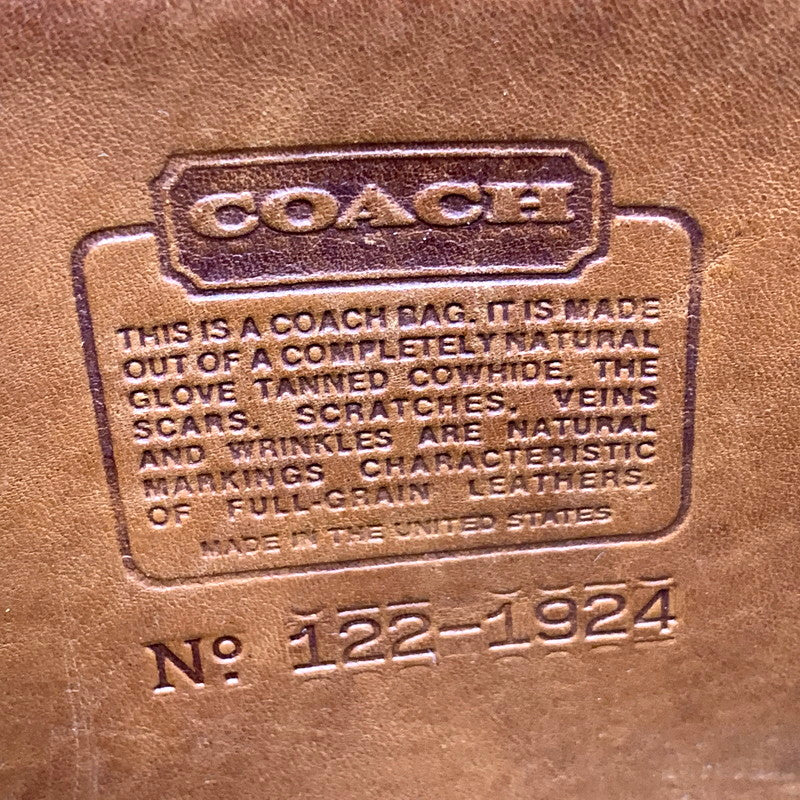 COACH
THIS IS A COACH BAG. IT IS MADE
OUT OF A COMPLETELY NATURAL
GLOVE TANNED COWHIDE. THE
SCARS, SCRATCHES, VEINS
AND WRINKLES ARE NATURAL
MARKINGS CHARACTERISTIC
OF FULL-GRAIN LEATHERS.
MADE IN THE UNITED STATES
Nº 122-1924